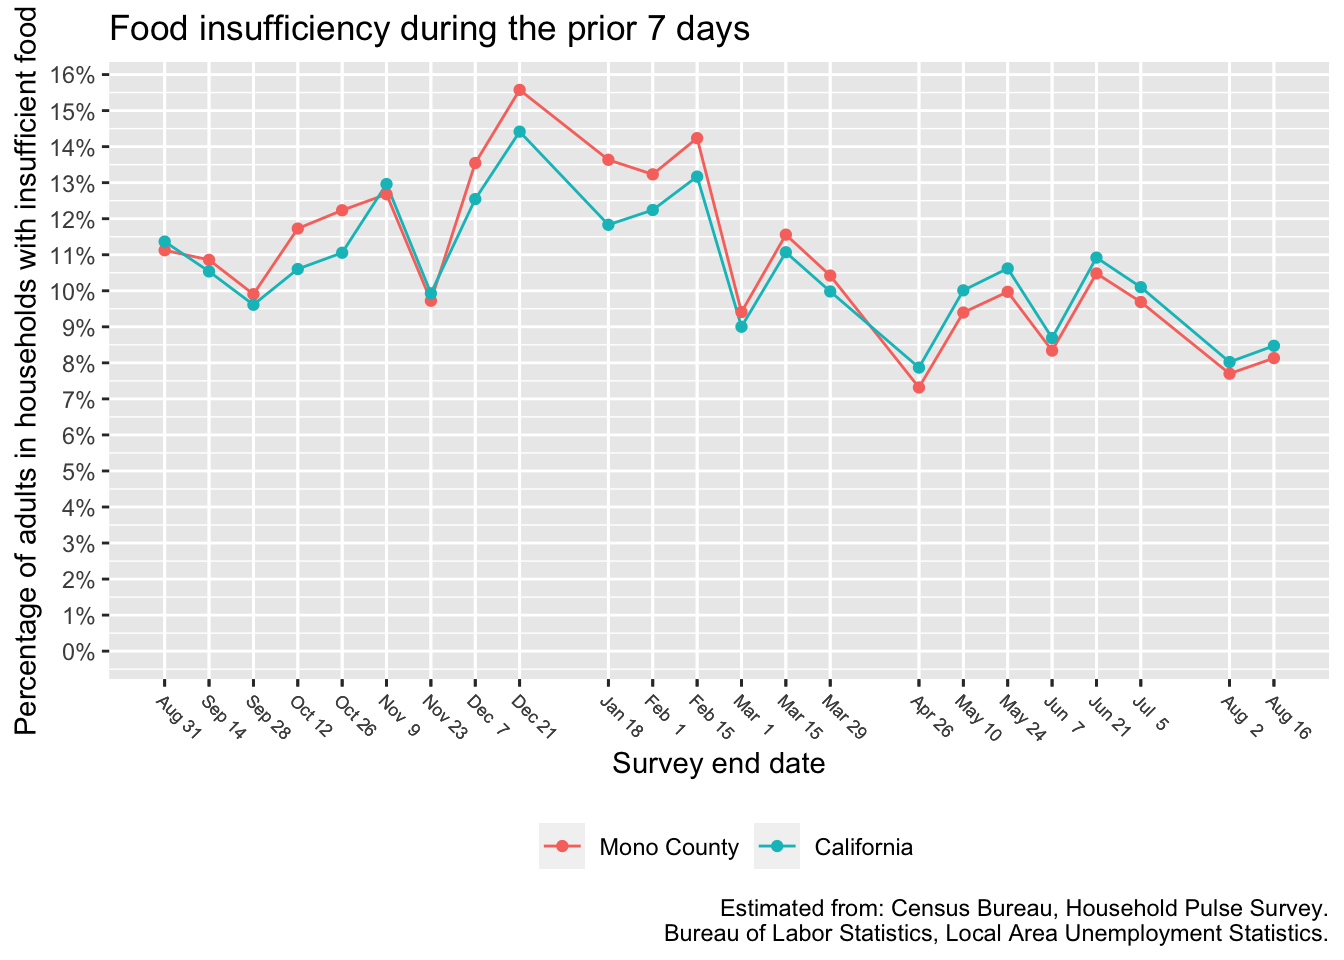 Food insufficiency during the prior 7 days
Percentage of adults in households with insufficient food
16%
15%
14%
13%
12%
11%
10%
9%
8%
7%
6%
5%
4%
3%
2%
1%
0%
Aug 31
Sep 14
Sep 28
Oct 12
Oct 26
Nov 9
Nov 23
Dec 7
Dec 21
Jan 18
Feb 1
Feb 15
Mar 1
Mar 15
Mar 29
Apr 26
May 10
May 24
Jun 7
Jun 21
Jul 5
Aug 2
Aug 16
Survey end date
Mono County
California
Estimated from: Census Bureau, Household Pulse Survey.
Bureau of Labor Statistics, Local Area Unemployment Statistics.